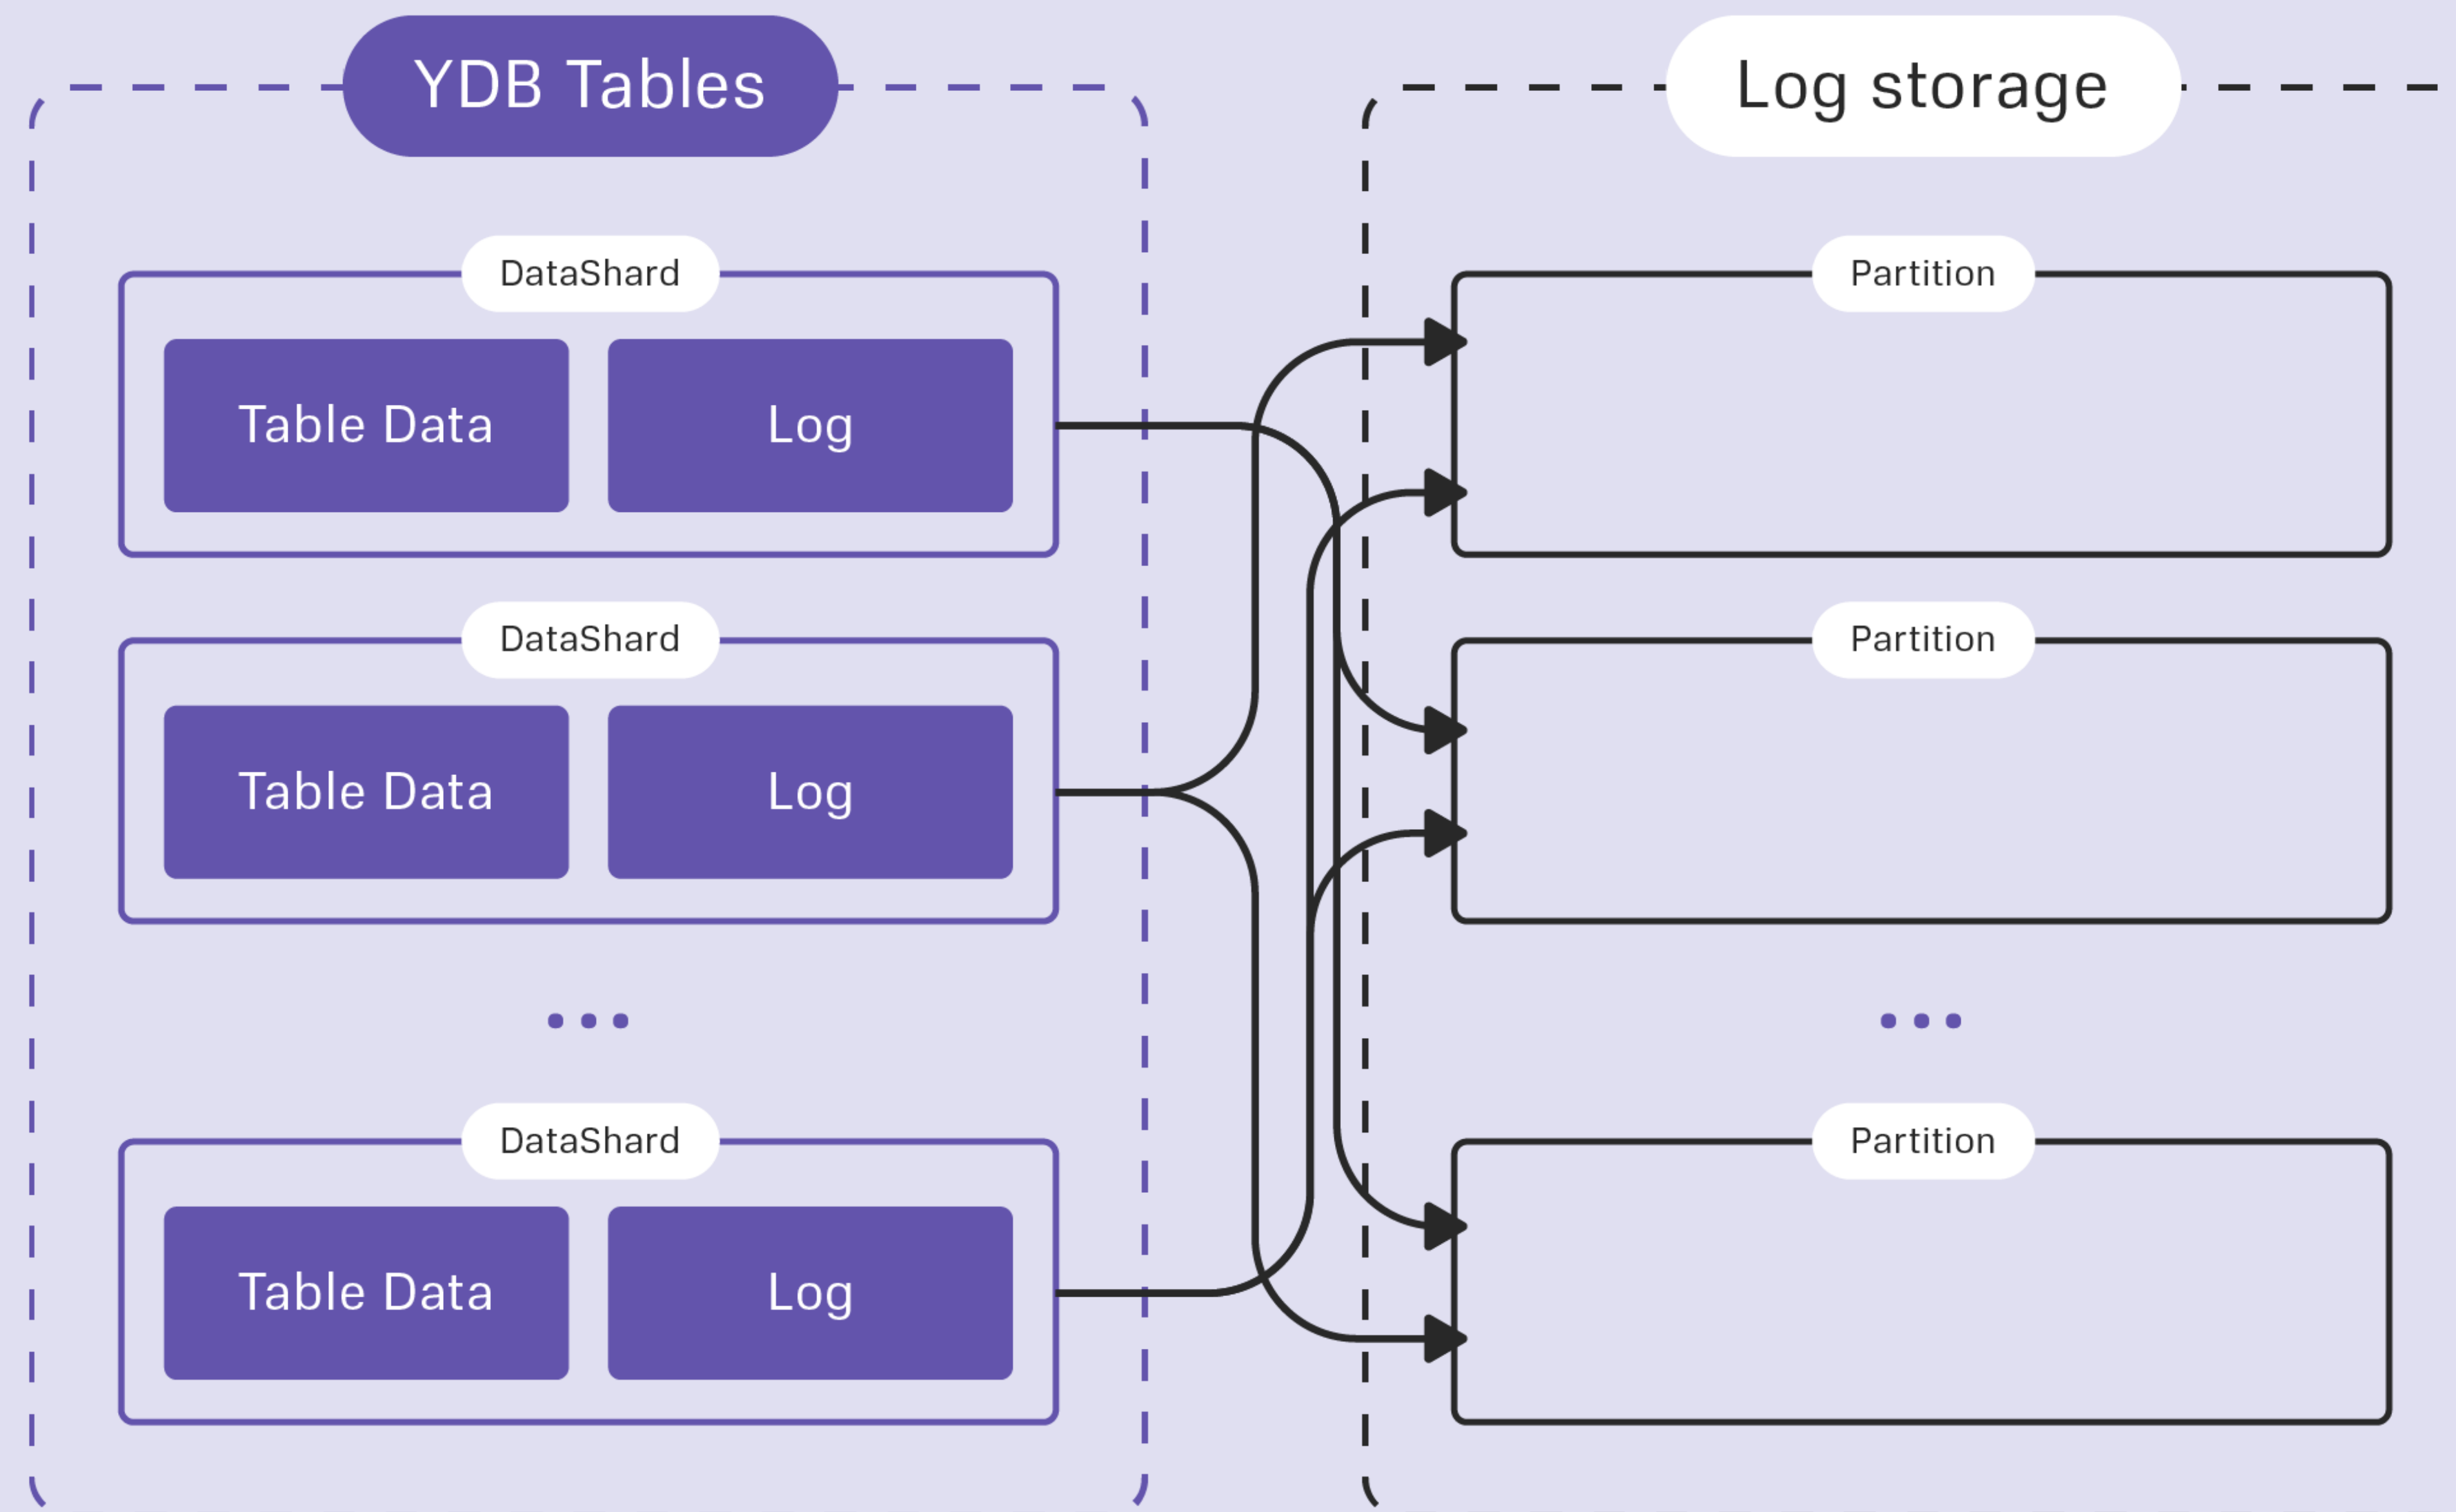 YDB Tables
Log storage
DataShard
Table Data
Log
DataShard
Table Data
Log
...
DataShard
Table Data
Log
Partition
Partition
...
Partition